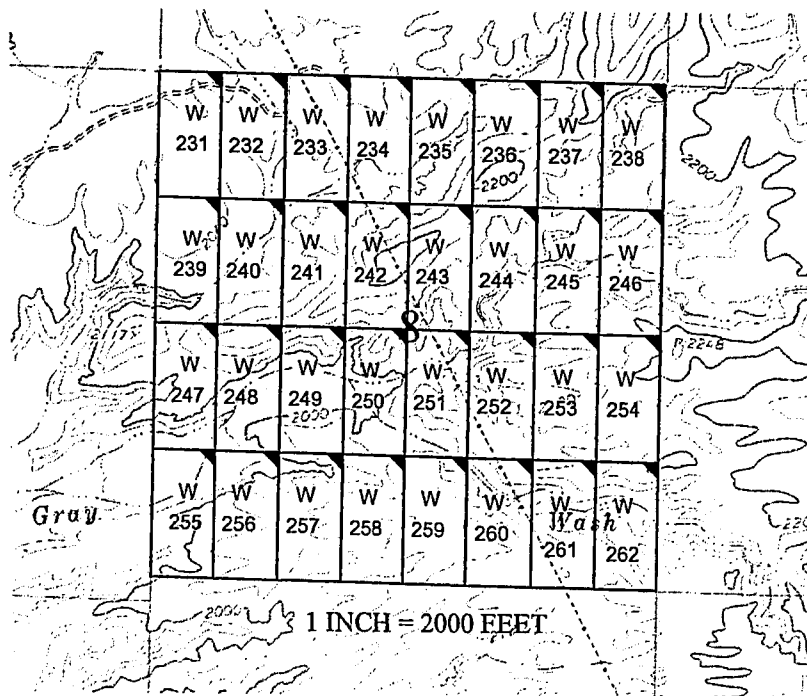 W W W W W W W W
231 232 233 234 235 236 237 238
2200
2200
W W W W W W W W
239 240 241 242 243 244 245 246
8
2117
P 2248
W W W W W W W W
247 248 249 250 251 252 253 254
2000
W W W W W W W W
Gray Wash
255 256 257 258 259 260 261 262
2000
1 INCH = 2000 FEET